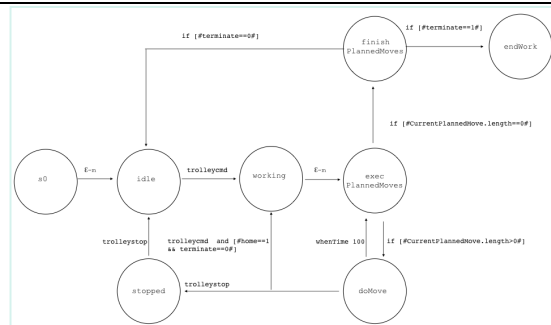 if [#terminate==0#]
finish
PlannedMoves
if [#terminate==1#]
endWork
if [#CurrentPlannedMove.length==0#]
s0
E-m
idle
trolleycmd
working
E-m
exec
PlannedMoves
trolleystop
trolleycmd and [#home==1
&& terminate==0#]
whenTime 100
if [#CurrentPlannedMove.length>0#]
stopped
trolleystop
doMove